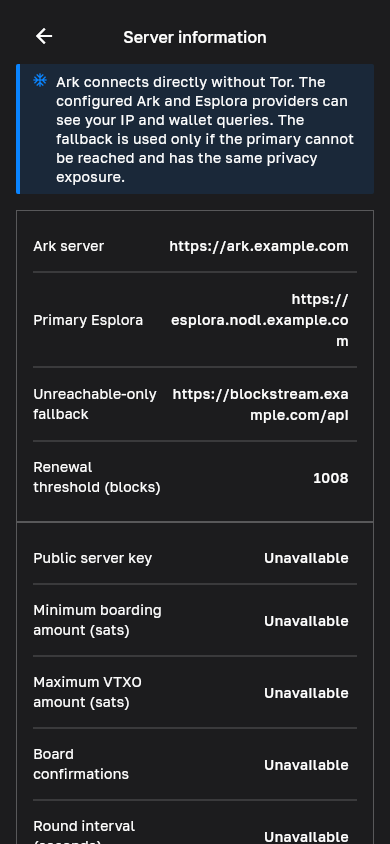 Server information
Ark connects directly without Tor. The
configured Ark and Esplora providers can
see your IP and wallet queries. The
fallback is used only if the primary cannot
be reached and has the same privacy
exposure.
Ark server
https://ark.example.com
Primary Esplora
https://
esplora.nodl.example.co
m
Unreachable-only
fallback
https://blockstream.exa
mple.com/api
Renewal
threshold (blocks)
1008
Public server key
Unavailable
Minimum boarding
amount (sats)
Unavailable
Maximum VTXO
amount (sats)
Unavailable
Board
confirmations
Unavailable
Round interval
(seconds)
Unavailable